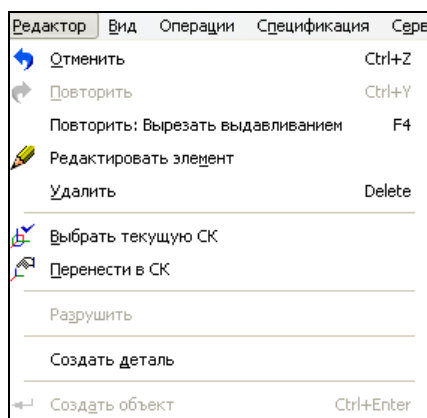 Редактор Вид Операции Спецификация Серв
Отменить Ctrl+Z
Повторить Ctrl+Y
Повторить: Вырезать выдавливанием F4
Редактировать элемент
Удалить Delete
Выбрать текущую СК
Перенести в СК
Разрушить
Создать деталь
Создать объект Ctrl+Enter